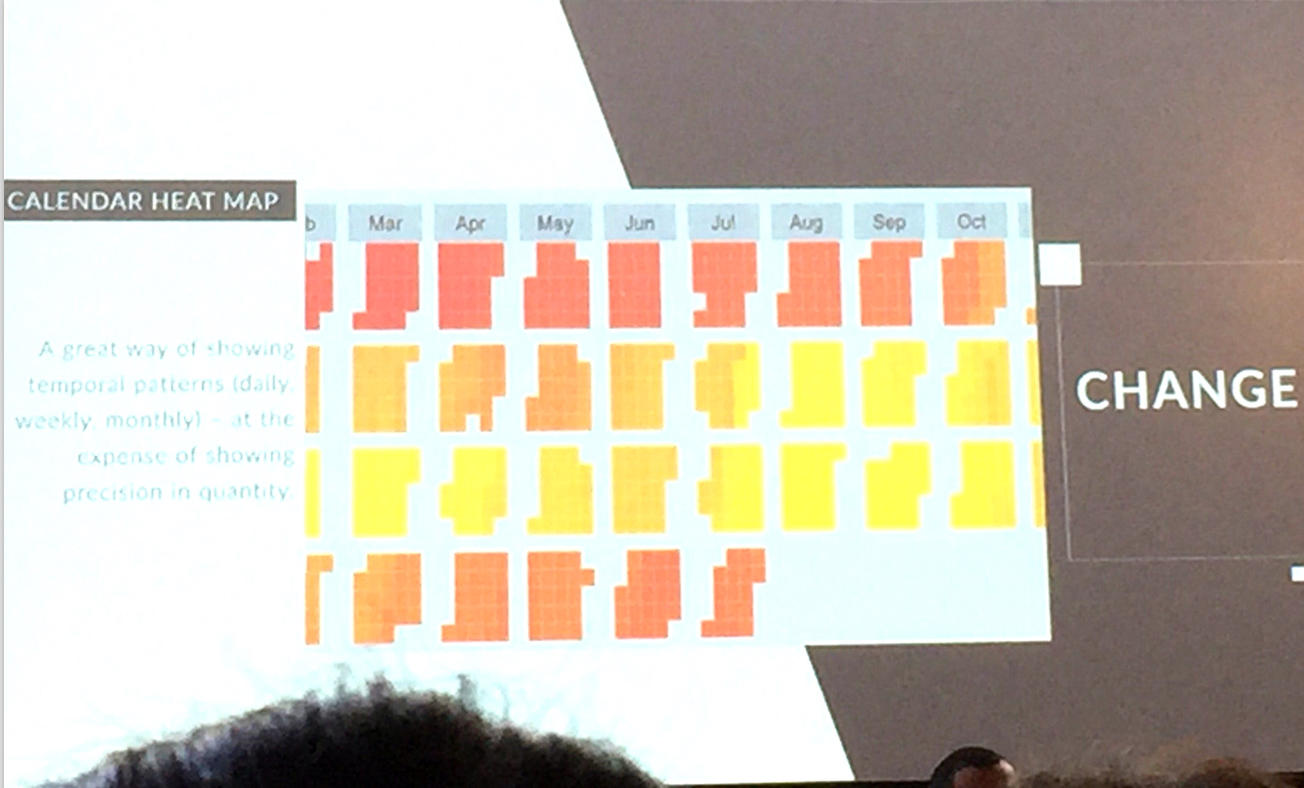 CALENDAR HEAT MAP
b Mar Apr May Jun Jul Aug Sep Oct
A great way of showing
temporal patterns (daily,
weekly, monthly) – at the
expense of showing
precision in quantity.
CHANGE